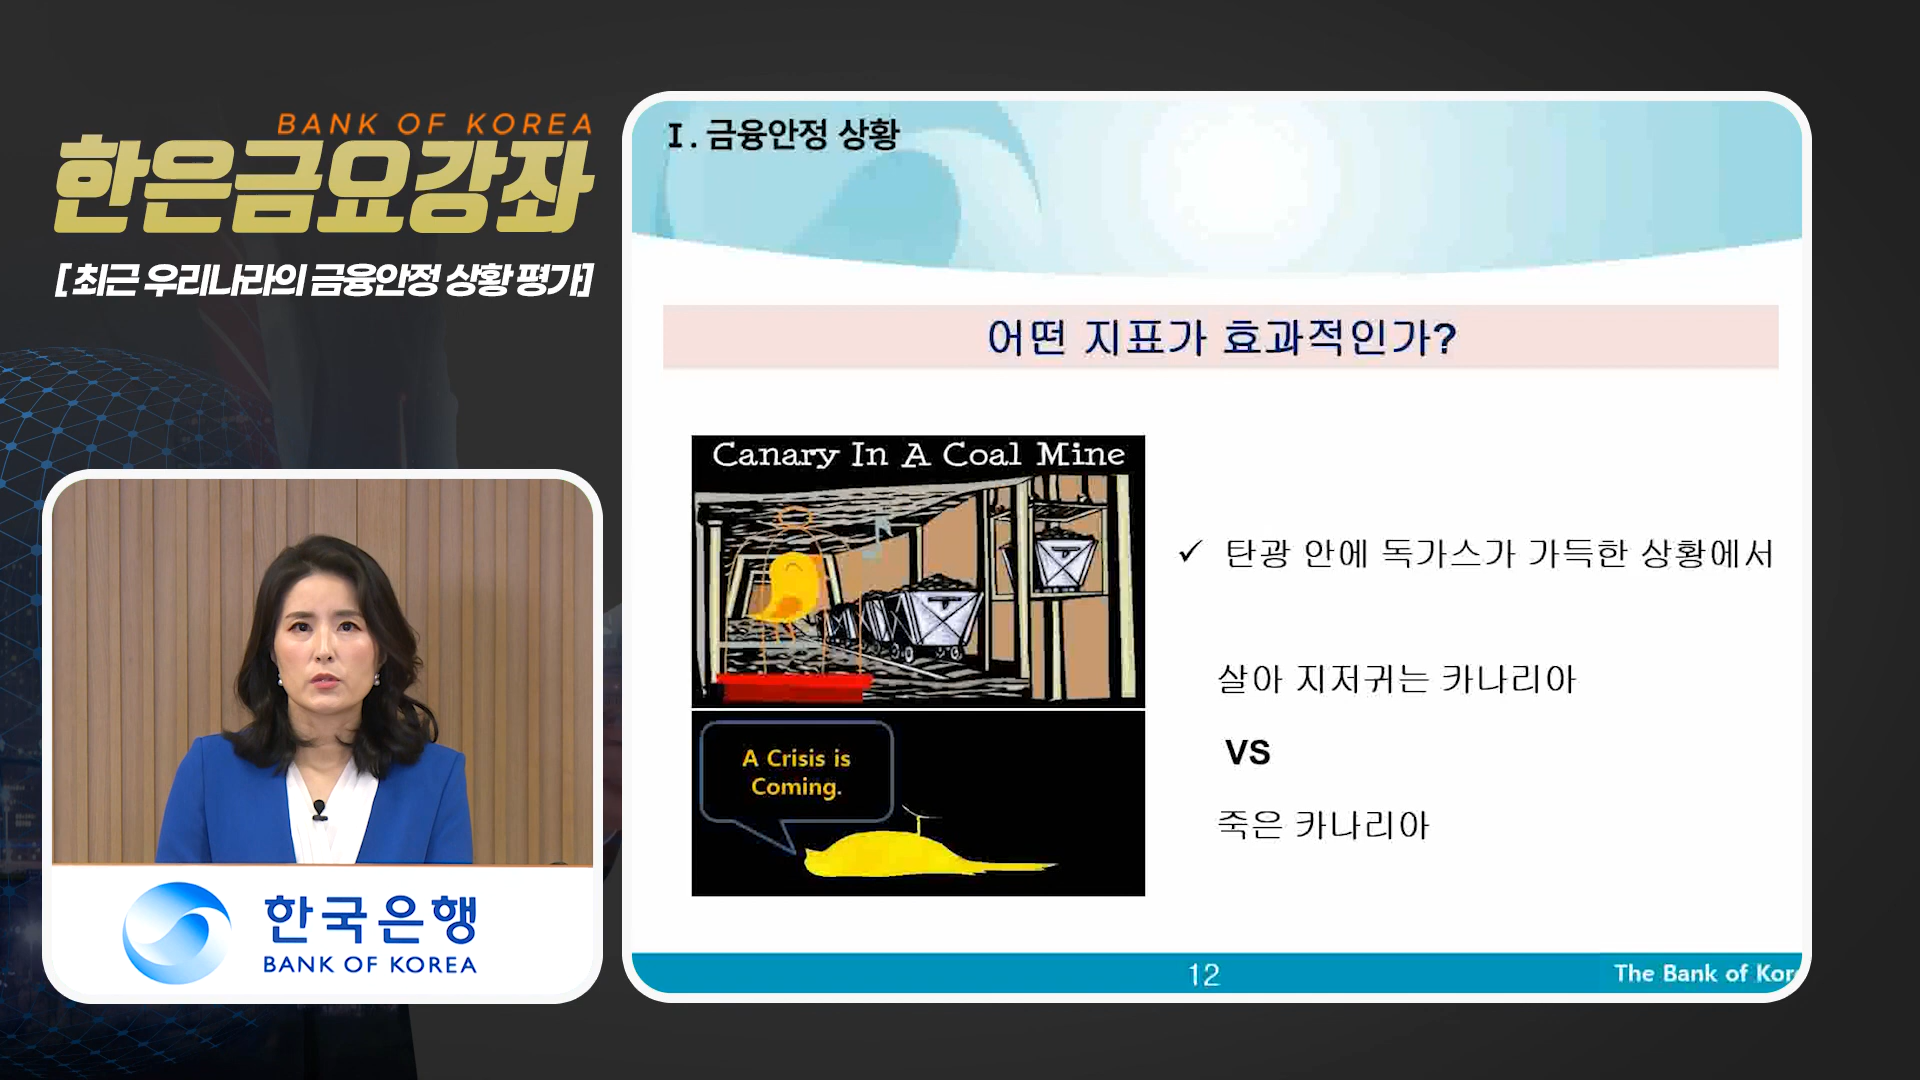 BANK OF KOREA
한은금요강좌
[ 최근 우리나라의 금융안정 상황 평가]
한국은행
BANK OF KOREA
Ⅰ. 금융안정 상황
어떤 지표가 효과적인가?
Canary In A Coal Mine
A Crisis is
Coming.
✓ 탄광 안에 독가스가 가득한 상황에서
살아 지저귀는 카나리아
VS
죽은 카나리아
12
The Bank of Kor